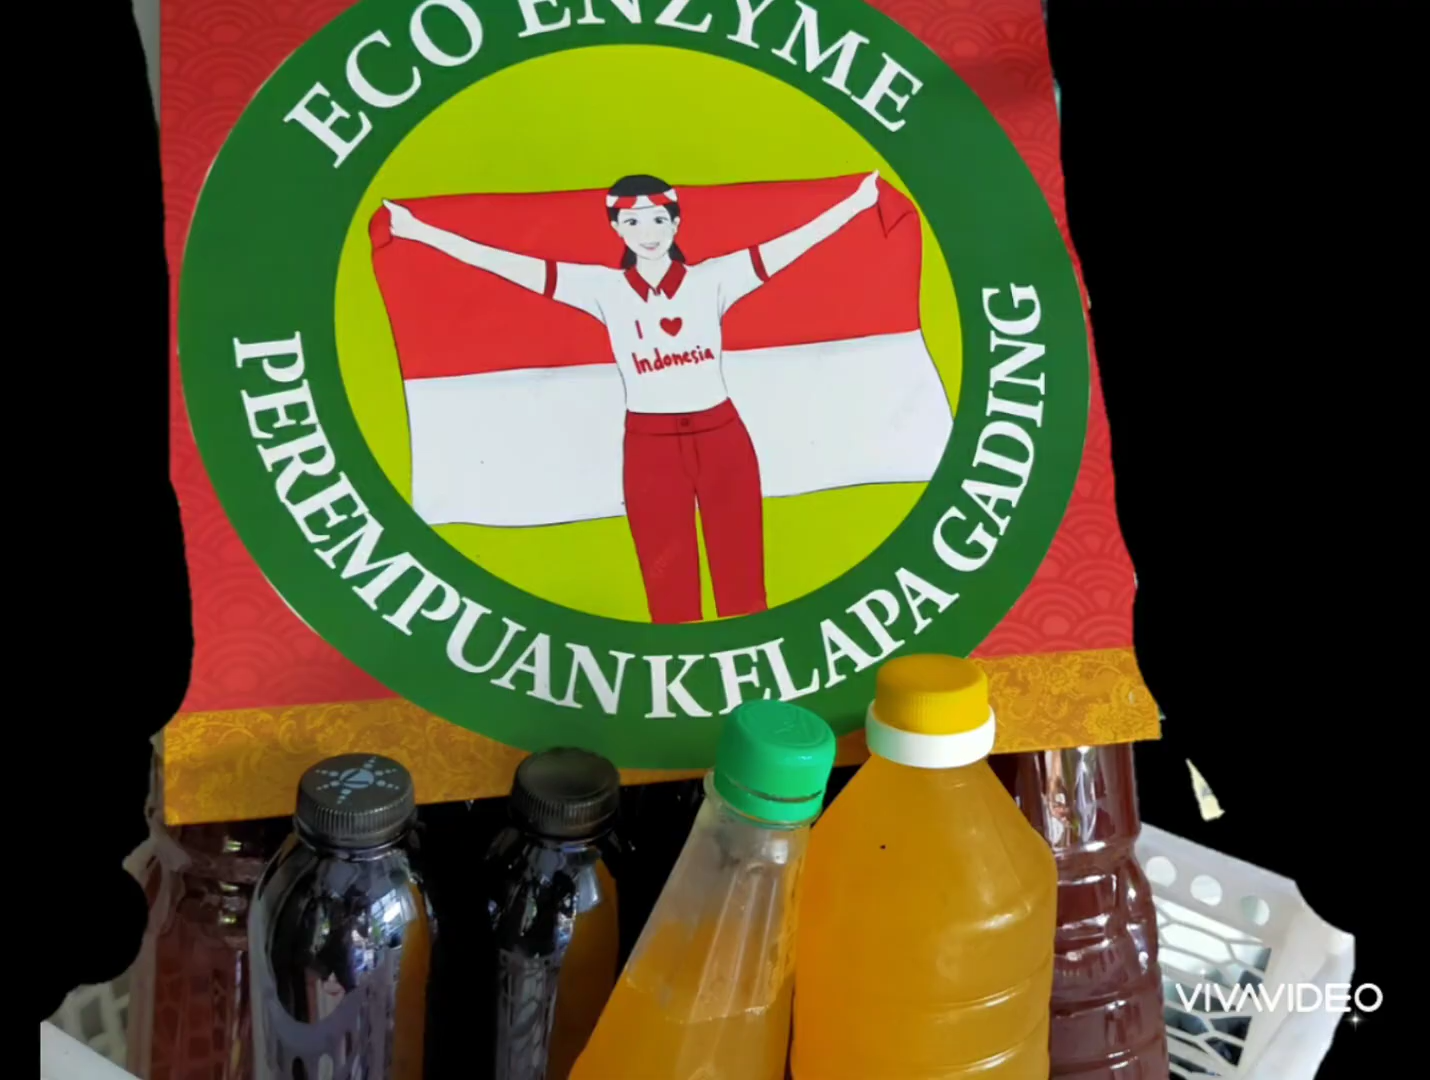 ECO ENZYME
I ♥
Indonesia
PEREMPUAN KELAPA GADING
VIVAVIDEO